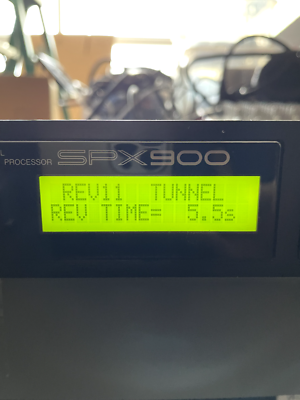 PROCESSOR SPX900
REV11 TUNNEL
REV TIME= 5.5s